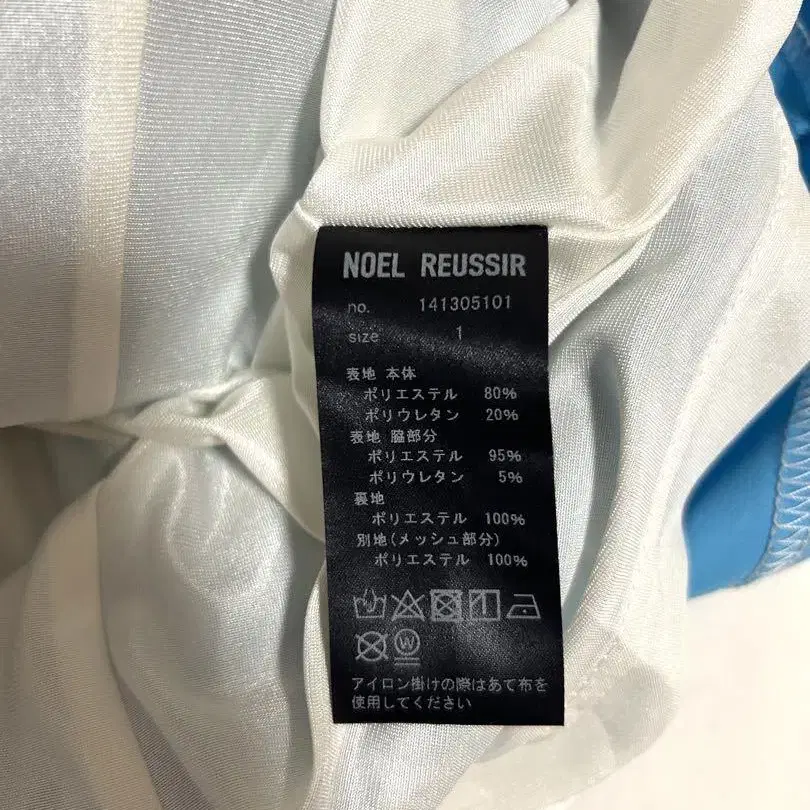 NOEL REUSSIR
no. 141305101
size 1
表地 本体
ポリエステル 80%
ポリウレタン 20%
表地 脇部分
ポリエステル 95%
ポリウレタン 5%
裏地
ポリエステル 100%
別地(メッシュ部分)
ポリエステル 100%
W
アイロン掛けの際はあて布を
使用してください